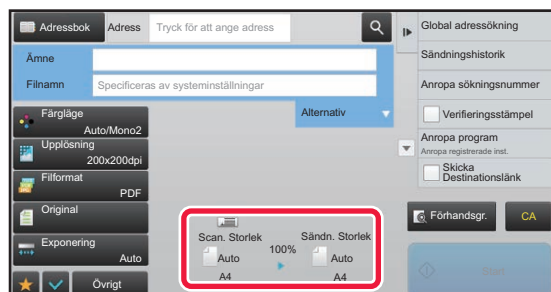 Adressbok
Adress
Tryck för att ange adress
Ämne
Filnamn
Specificeras av systeminställningar
Alternativ
Färgläge
Auto/Mono2
Upplösning
200x200dpi
Filformat
PDF
Original
Exponering
Auto
Övrigt
Scan. Storlek
100%
Sändn. Storlek
Auto
Auto
A4
A4
Global adressökning
Sändningshistorik
Anropa sökningsnummer
Verifieringsstämpel
Anropa program
Anropa registrerade inst.
Skicka
Destinationslänk
Förhandsgr.
CA
Start